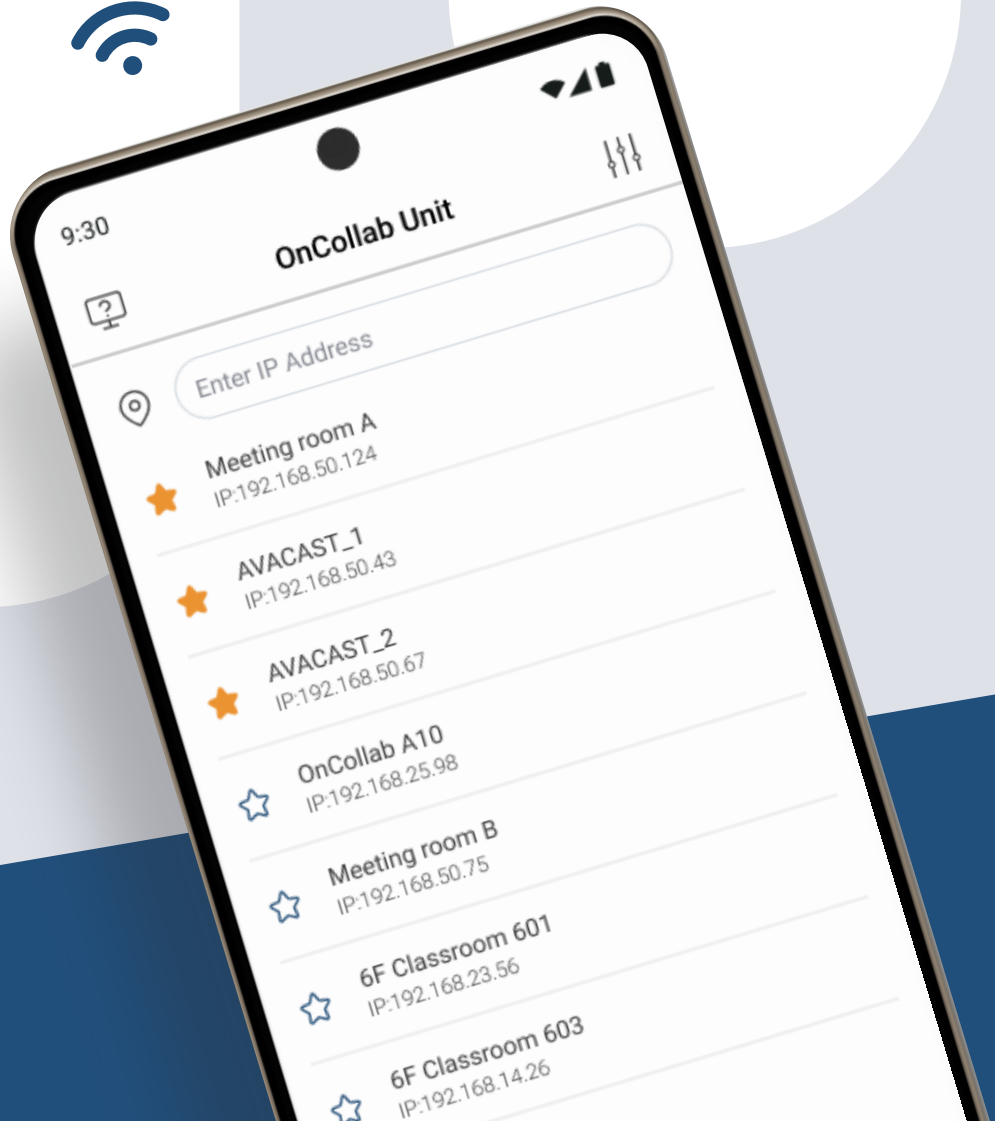 9:30
OnCollab Unit
Enter IP Address
Meeting room A
IP:192.168.50.124
AVACAST_1
IP:192.168.50.43
AVACAST_2
IP:192.168.50.67
OnCollab A10
IP:192.168.25.98
Meeting room B
IP:192.168.50.75
6F Classroom 601
IP:192.168.23.56
6F Classroom 603
IP:192.168.14.26